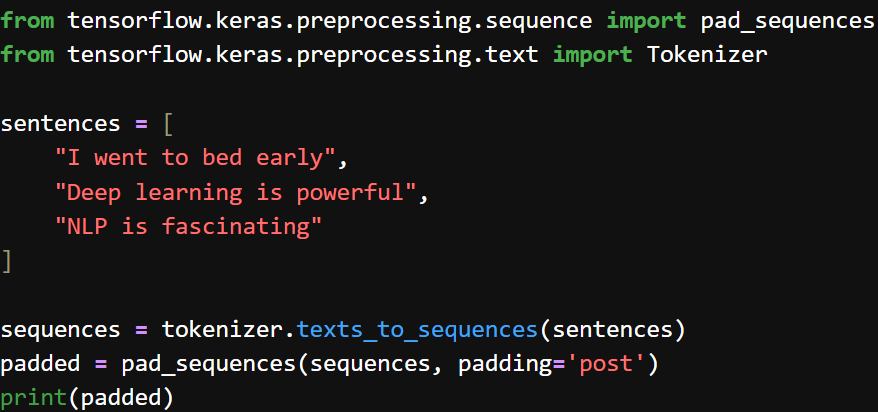 from tensorflow.keras.preprocessing.sequence import pad_sequences
from tensorflow.keras.preprocessing.text import Tokenizer

sentences = [
    "I went to bed early",
    "Deep learning is powerful",
    "NLP is fascinating"
]

sequences = tokenizer.texts_to_sequences(sentences)
padded = pad_sequences(sequences, padding='post')
print(padded)